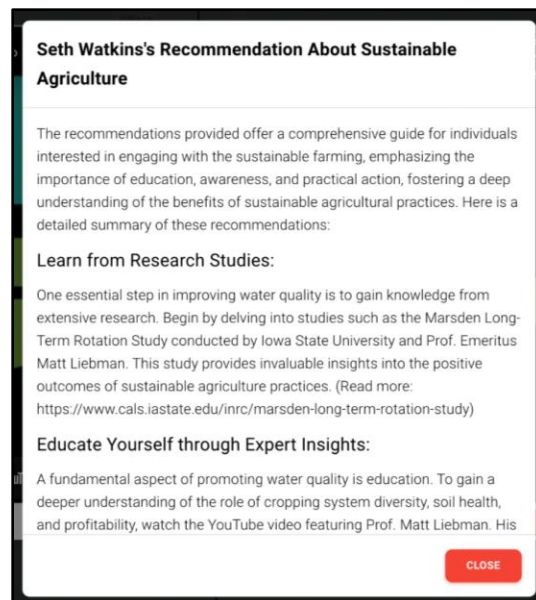 Seth Watkins's Recommendation About Sustainable
Agriculture
The recommendations provided offer a comprehensive guide for individuals
interested in engaging with the sustainable farming, emphasizing the
importance of education, awareness, and practical action, fostering a deep
understanding of the benefits of sustainable agricultural practices. Here is a
detailed summary of these recommendations:
Learn from Research Studies:
One essential step in improving water quality is to gain knowledge from
extensive research. Begin by delving into studies such as the Marsden Long-
Term Rotation Study conducted by Iowa State University and Prof. Emeritus
Matt Liebman. This study provides invaluable insights into the positive
outcomes of sustainable agriculture practices. (Read more:
https://www.cals.iastate.edu/inrc/marsden-long-term-rotation-study)
Educate Yourself through Expert Insights:
A fundamental aspect of promoting water quality is education. To gain a
deeper understanding of the role of cropping system diversity, soil health,
and profitability, watch the YouTube video featuring Prof. Matt Liebman. His
CLOSE